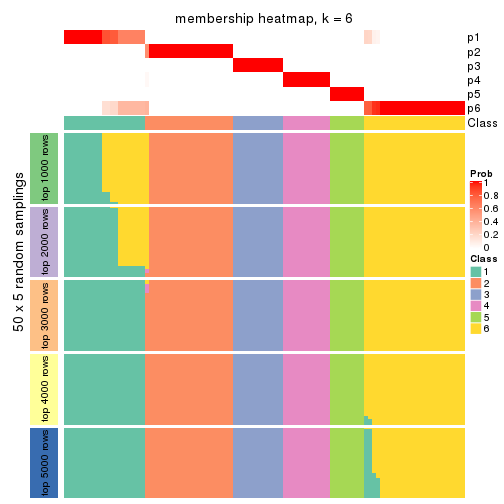 membership heatmap, k = 6
p1
p2
p3
p4
p5
p6
Class
50 x 5 random samplings
top 1000 rows
top 2000 rows
top 3000 rows
top 4000 rows
top 5000 rows
Prob
1
0.8
0.6
0.4
0.2
0
Class
1
2
3
4
5
6